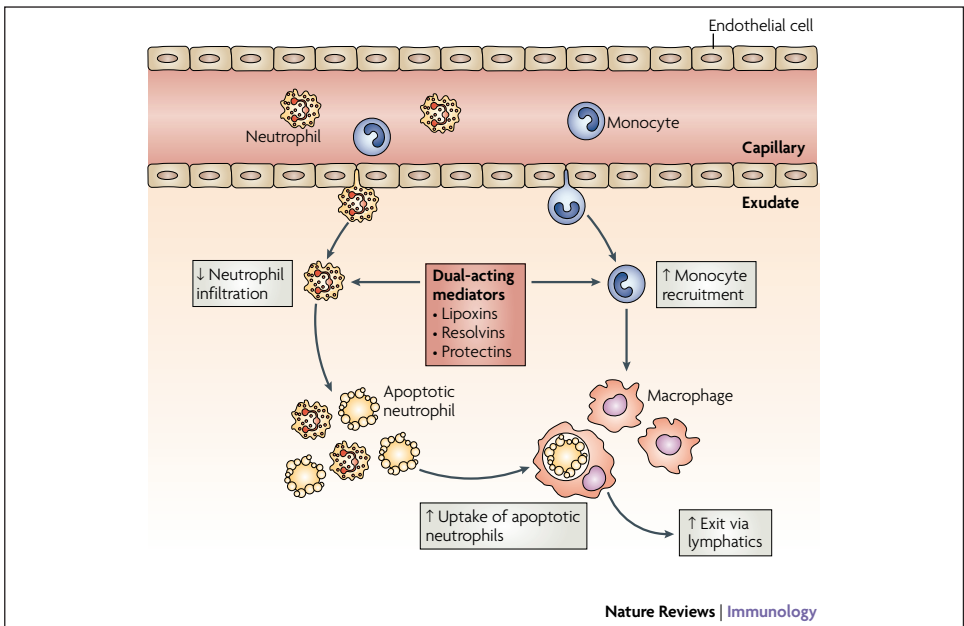 Endothelial cell
Neutrophil
Monocyte
Capillary
Exudate
↓ Neutrophil
infiltration
Dual-acting
mediators
• Lipoxins
• Resolvins
• Protectins
↑ Monocyte
recruitment
Apoptotic
neutrophil
Macrophage
↑ Uptake of apoptotic
neutrophils
↑ Exit via
lymphatics
Nature Reviews | Immunology